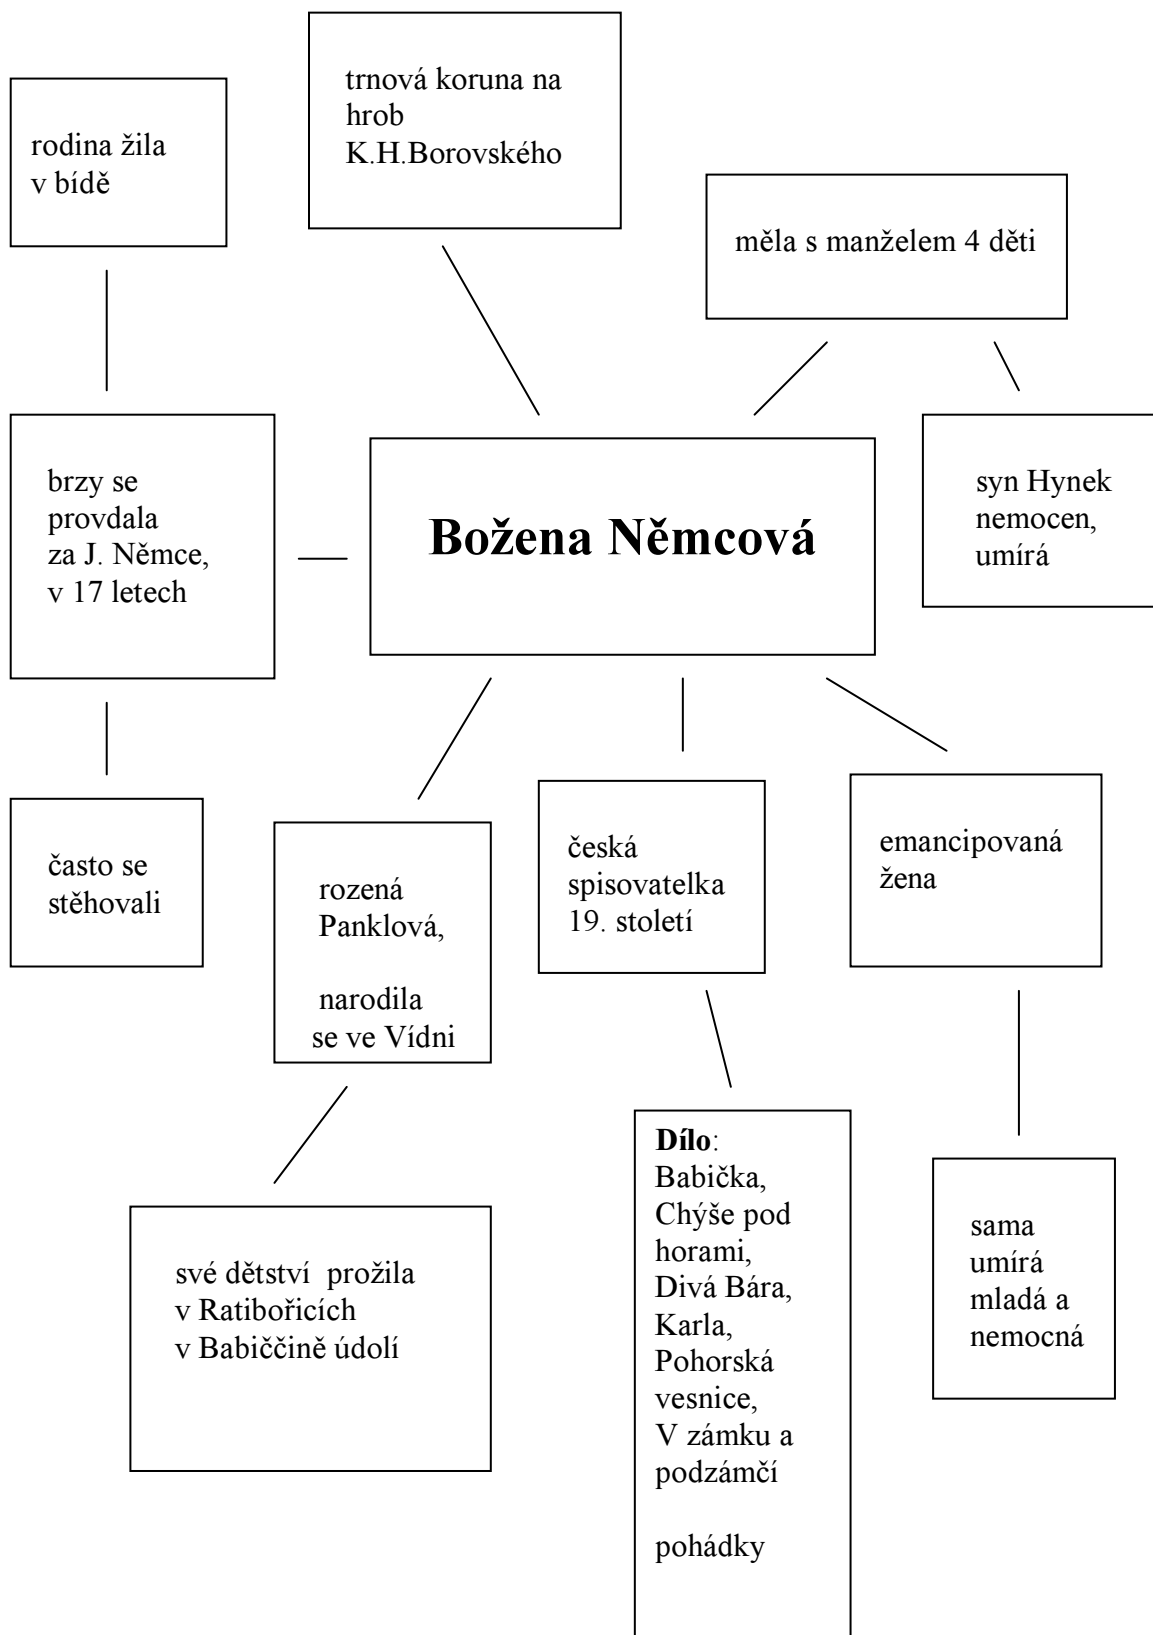 trnová koruna na
hrob
K.H.Borovského
rodina žila
v bídě
měla s manželem 4 děti
brzy se
provdala
za J. Němce,
v 17 letech
Božena Němcová
syn Hynek
nemocen,
umírá
často se
stěhovali
rozená
Panklová,
narodila
se ve Vídni
česká
spisovatelka
19. století
emancipovaná
žena
své dětství prožila
v Ratibořicích
v Babiččině údolí
Dílo:
Babička,
Chýše pod
horami,
Divá Bára,
Karla,
Pohorská
vesnice,
V zámku a
podzámčí
pohádky
sama
umírá
mladá a
nemocná